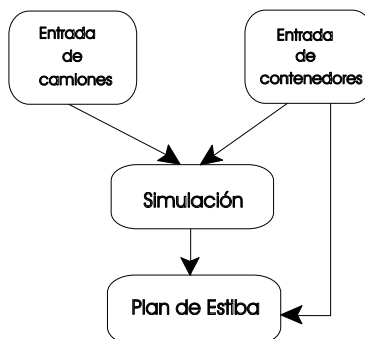 Entrada
de
camiones
Entrada
de
contenedores
Simulación
Plan de Estiba